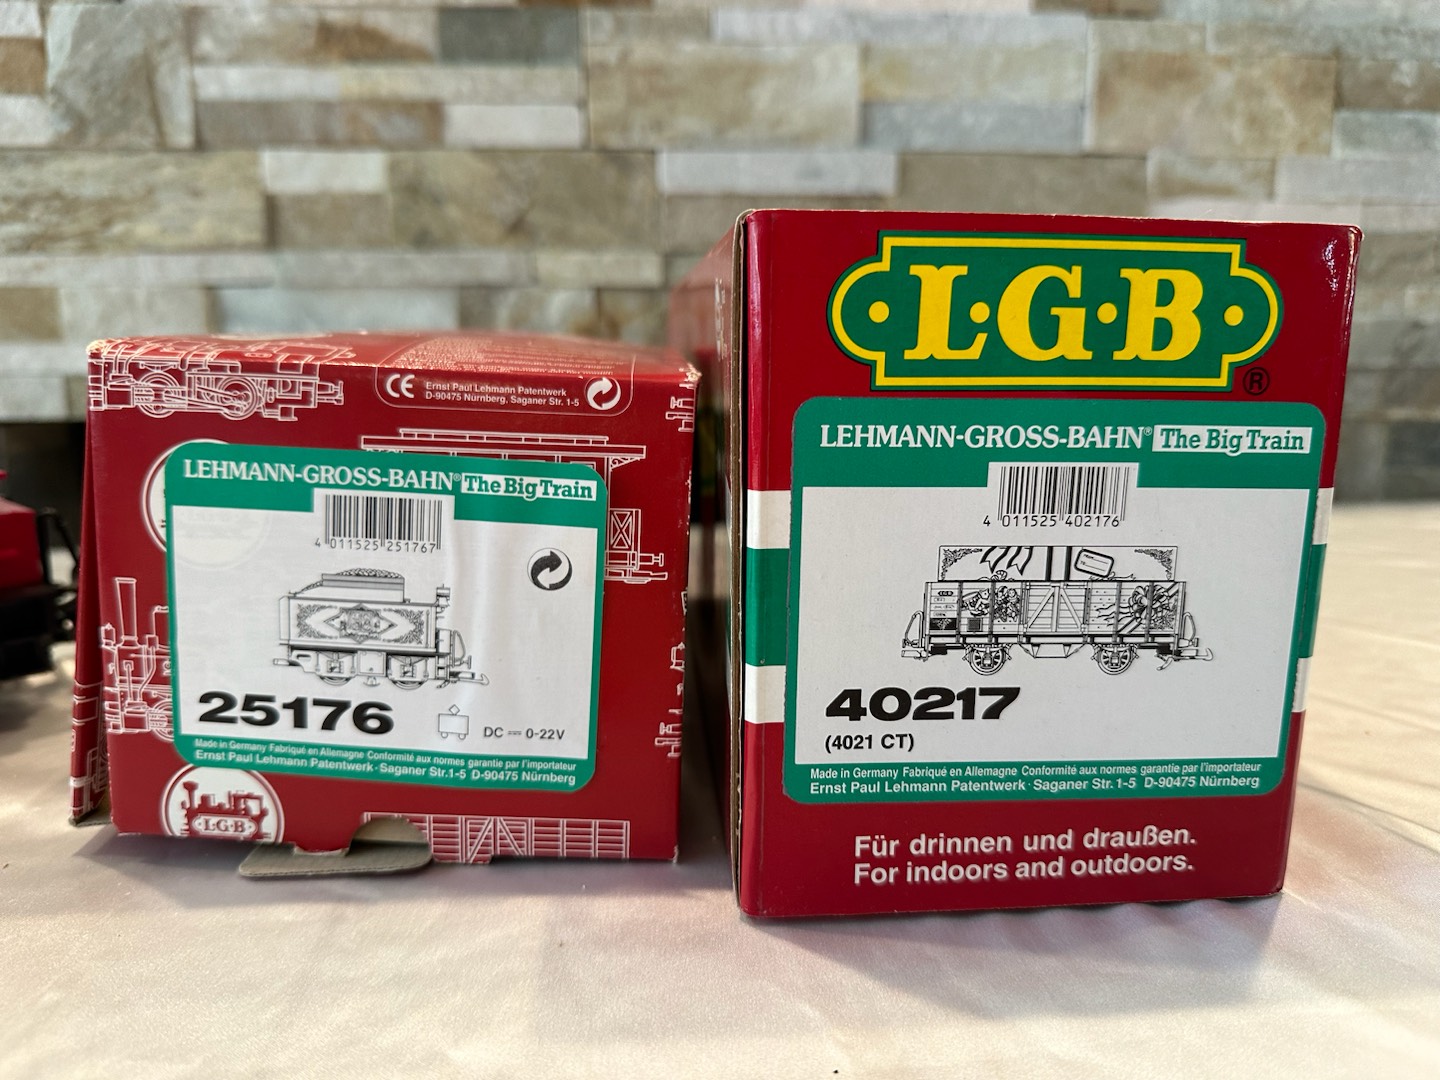 CE
Ernst Paul Lehmann Patentwerk
D-90475 Nürnberg, Saganer Str. 1-5
LEHMANN-GROSS-BAHN® The Big Train
4 011525 251767
25176
DC 0-22V
Made in Germany Fabriqué en Allemagne Conformité aux normes garantie par l'importateur
Ernst Paul Lehmann Patentwerk · Saganer Str.1-5 D-90475 Nürnberg
·L·G·B·
·L·G·B·
®
LEHMANN-GROSS-BAHN® The Big Train
4 011525 402176
L.G.B
40217
(4021 CT)
Made in Germany Fabriqué en Allemagne Conformité aux normes garantie par l'importateur
Ernst Paul Lehmann Patentwerk · Saganer Str. 1-5 D-90475 Nürnberg
Für drinnen und draußen.
For indoors and outdoors.